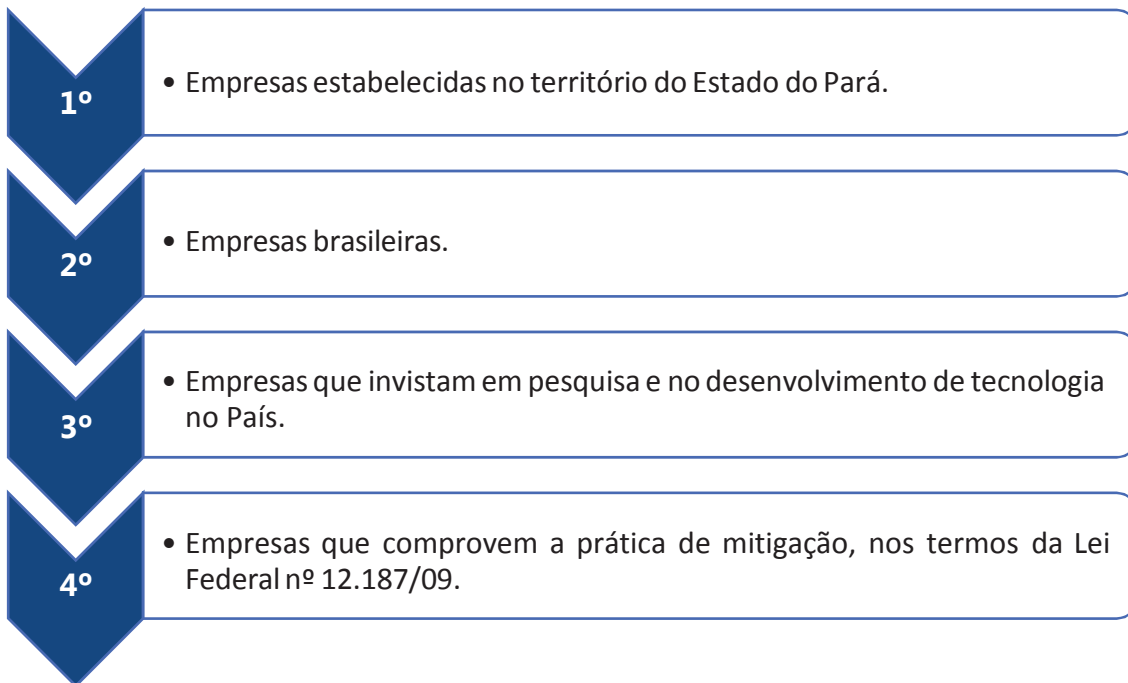 1º
• Empresas estabelecidas no território do Estado do Pará.
2º
• Empresas brasileiras.
3º
• Empresas que invistam em pesquisa e no desenvolvimento de tecnologia
no País.
4º
• Empresas que comprovem a prática de mitigação, nos termos da Lei
Federal nº 12.187/09.